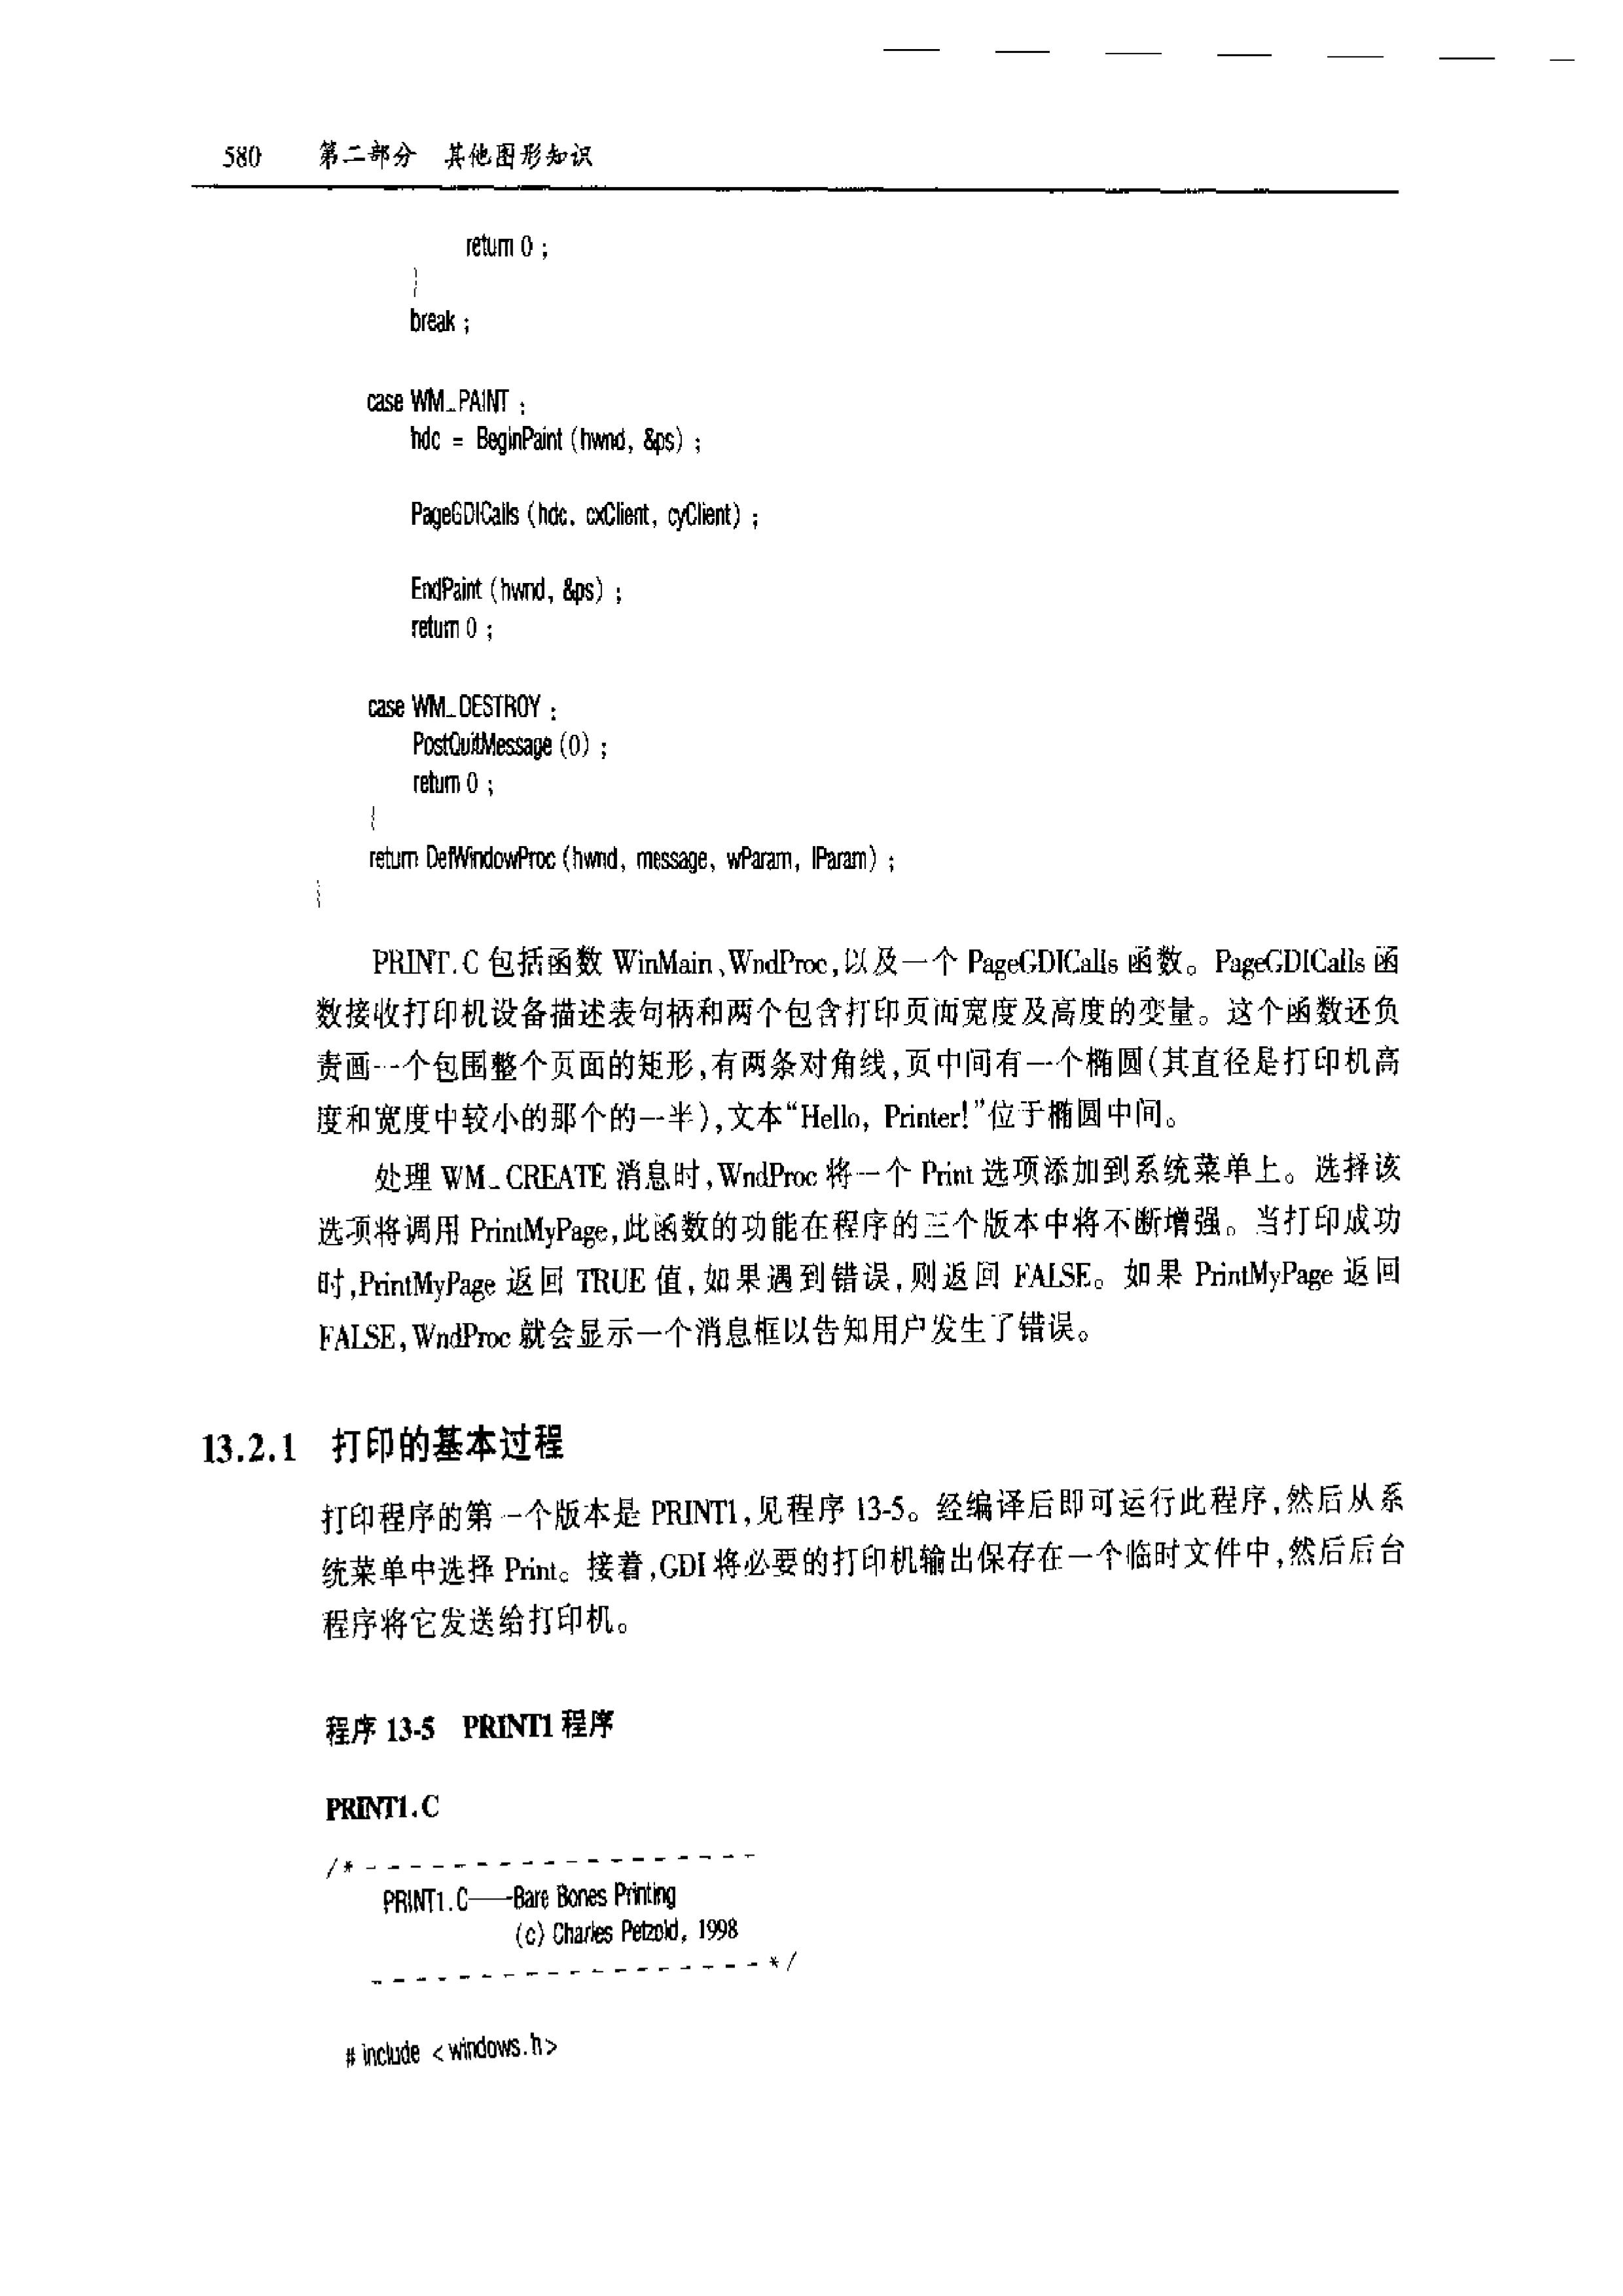 580 第二部分 其他图形知识
return 0 ;
}
break ;
case WM_PAINT :
hdc = BeginPaint (hwnd, &ps) ;
PageGDICalls (hdc, cxClient, cyClient) ;
EndPaint (hwnd, &ps) ;
return 0 ;
case WM_DESTROY :
PostQuitMessage (0) ;
return 0 ;
{
return DefWindowProc (hwnd, message, wParam, lParam) ;
}
PRINT.C 包括函数 WinMain、WndProc,以及一个 PageGDICalls 函数。PageGDICalls 函
数接收打印机设备描述表句柄和两个包含打印页面宽度及高度的变量。这个函数还负
责画一个包围整个页面的矩形,有两条对角线,页中间有一个椭圆(其直径是打印机高
度和宽度中较小的那个的一半),文本“Hello, Printer!”位于椭圆中间。
处理 WM_CREATE 消息时,WndProc 将一个 Print 选项添加到系统菜单上。选择该
选项将调用 PrintMyPage,此函数的功能在程序的三个版本中将不断增强。当打印成功
时,PrintMyPage 返回 TRUE 值,如果遇到错误,则返回 FALSE。如果 PrintMyPage 返回
FALSE,WndProc 就会显示一个消息框以告知用户发生了错误。
13.2.1 打印的基本过程
打印程序的第一个版本是 PRINT1,见程序 13-5。经编译后即可运行此程序,然后从系
统菜单中选择 Print。接着,GDI 将必要的打印机输出保存在一个临时文件中,然后后台
程序将它发送给打印机。
程序 13-5 PRINT1 程序
PRINT1.C
/* - - - - - - - - - - - - - - - - - -
PRINT1.C——Bare Bones Printing
(c) Charles Petzold, 1998
- - - - - - - - - - - - - - - - - - */
# include <windows.h>